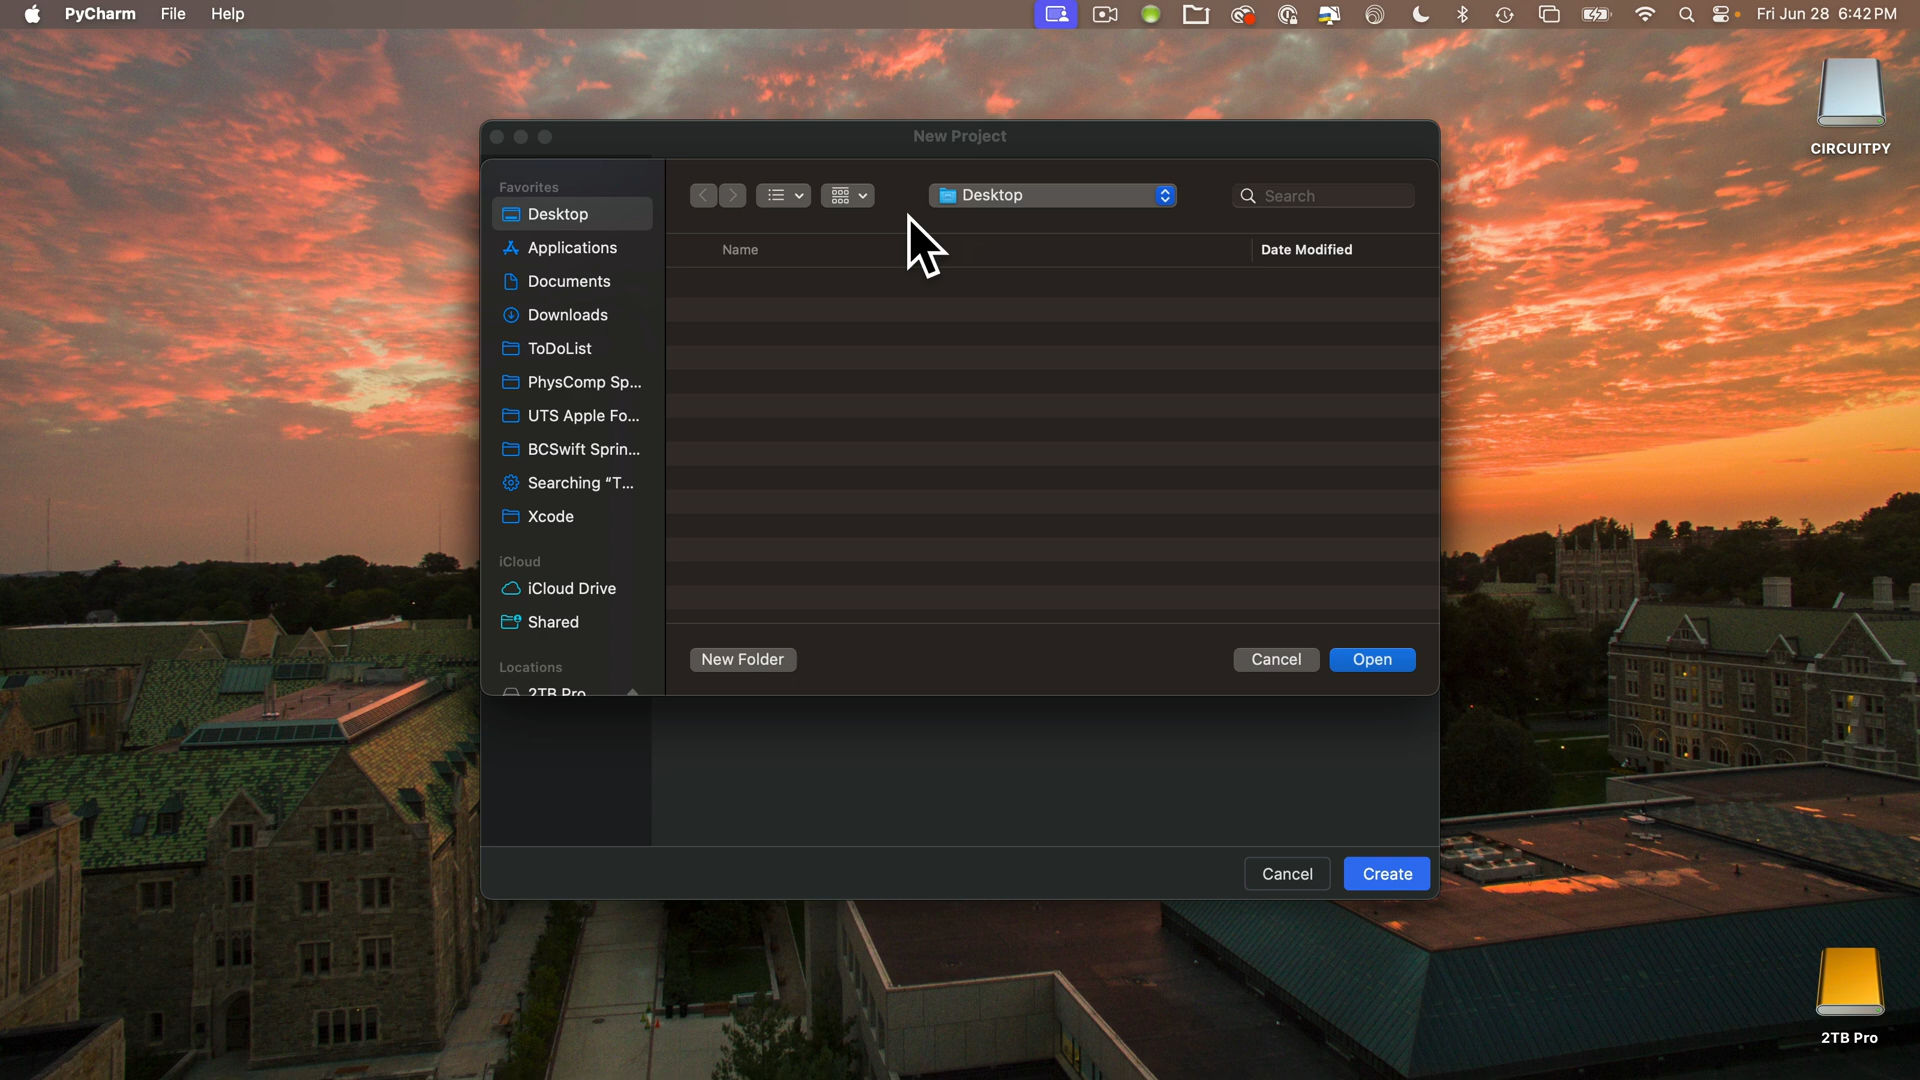 PyCharm File Help Fri Jun 28 6:42 PM
CIRCUITPY
New Project
Favorites
Desktop
Applications
Documents
Downloads
ToDoList
PhysComp Sp...
UTS Apple Fo...
BCSwift Sprin...
Searching “T...
Xcode
iCloud
iCloud Drive
Shared
Locations
2TB Pro
Desktop
Search
Name Date Modified
New Folder Cancel Open
Cancel Create
2TB Pro